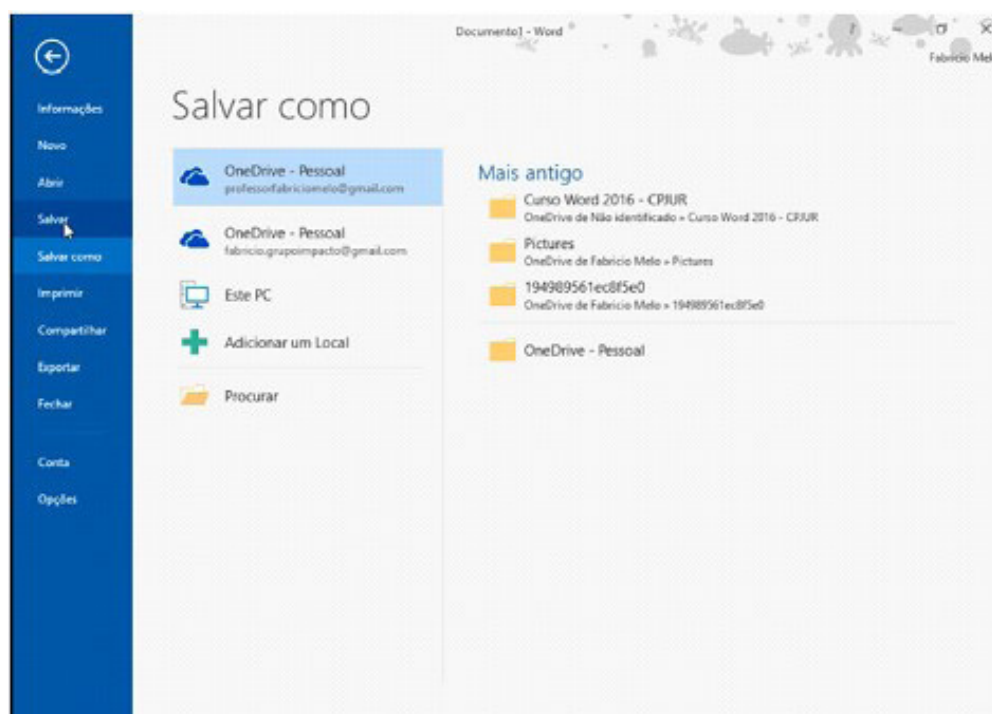 Documento1 - Word
Fabricio Mel
Informações
Novo
Abrir
Salvar
Salvar como
Imprimir
Compartilhar
Exportar
Fechar
Conta
Opções
Salvar como
OneDrive - Pessoal
professorfabriciomelo@gmail.com
OneDrive - Pessoal
fabricio.grupoimpacto@gmail.com
Este PC
Adicionar um Local
Procurar
Mais antigo
Curso Word 2016 - CPJUR
OneDrive de Não identificado » Curso Word 2016 - CPJUR
Pictures
OneDrive de Fabricio Melo » Pictures
194989561ec8f5e0
OneDrive de Fabricio Melo » 194989561ec8f5e0
OneDrive - Pessoal